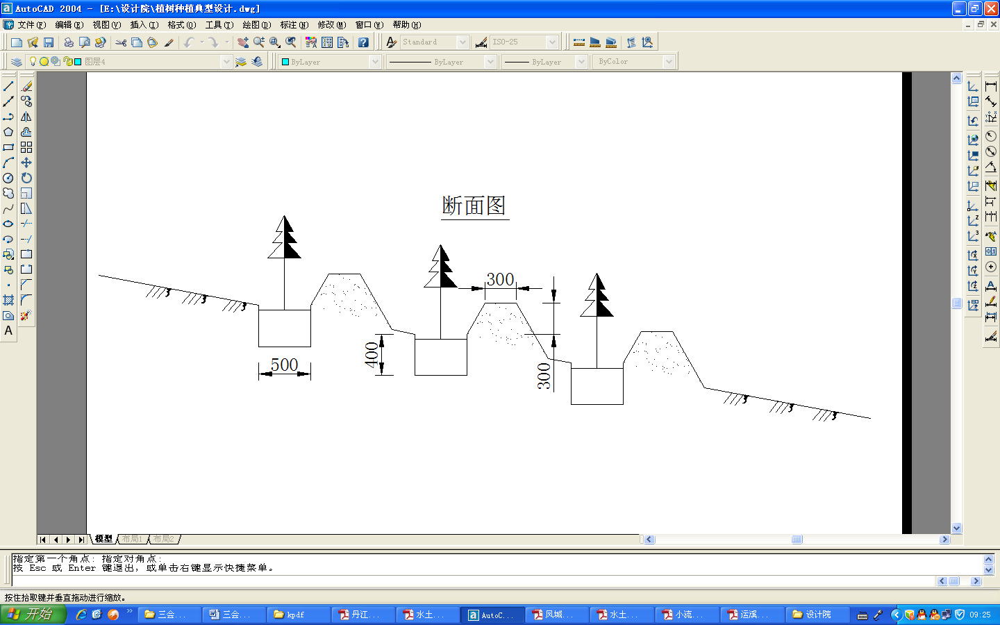 AutoCAD 2004 - [E:\设计院\植树种植典型设计.dwg]
文件(F) 编辑(E) 视图(V) 插入(I) 格式(O) 工具(T) 绘图(D) 标注(N) 修改(M) 窗口(W) 帮助(H)
Standard ISO-25
图层4 ByLayer ByLayer ByLayer ByColor
断面图
300
400
500
300
模型 布局1 布局2
指定第一个角点: 指定对角点:
按 Esc 或 Enter 键退出, 或单击右键显示快捷菜单。
按住拾取键并垂直拖动进行缩放。
开始 三会... 三会... kpdf 丹江... 水土... AutoC... 凤城... 水土... 小流... 运溪... 设计院 09:25